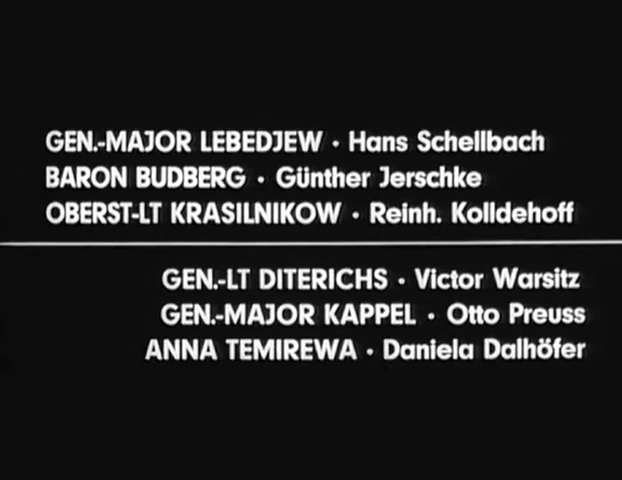 GEN.-MAJOR LEBEDJEW • Hans Schellbach
BARON BUDBERG • Günther Jerschke
OBERST-LT KRASILNIKOW • Reinh. Kolldehoff
GEN.-LT DITERICHS • Victor Warsitz
GEN.-MAJOR KAPPEL • Otto Preuss
ANNA TEMIREWA • Daniela Dalhöfer